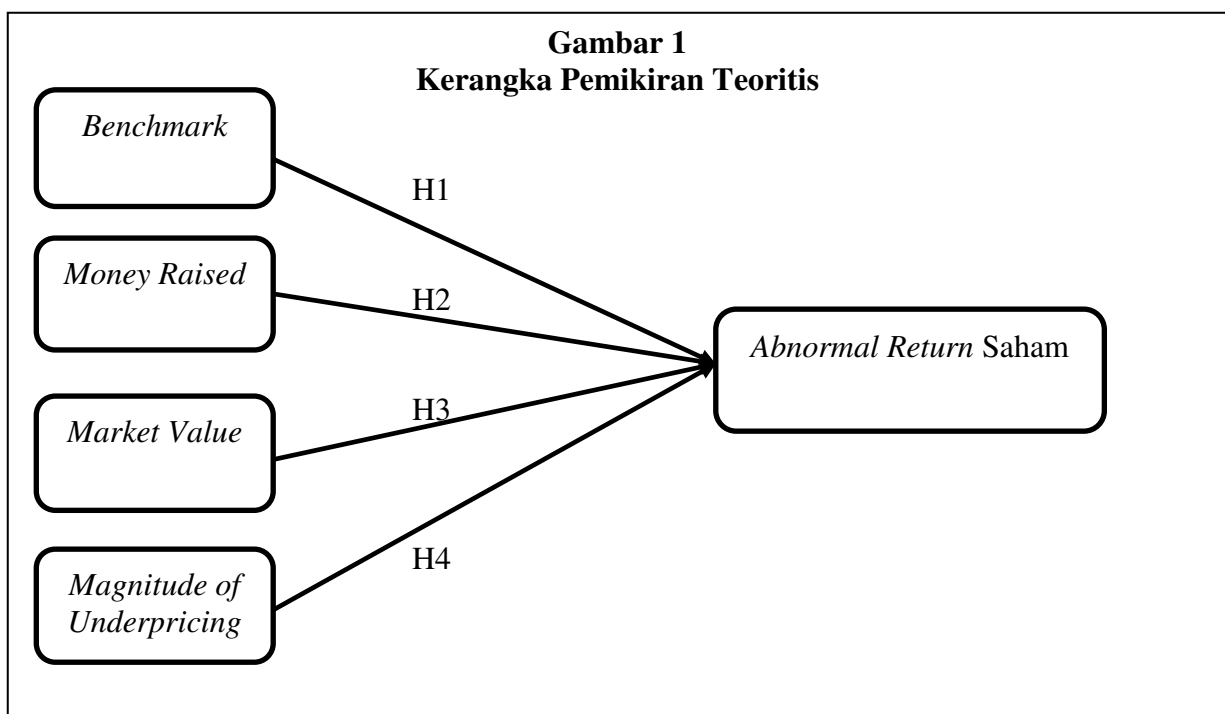 Gambar 1
Kerangka Pemikiran Teoritis
Benchmark
H1
Money Raised
H2
Abnormal Return Saham
Market Value
H3
Magnitude of
Underpricing
H4